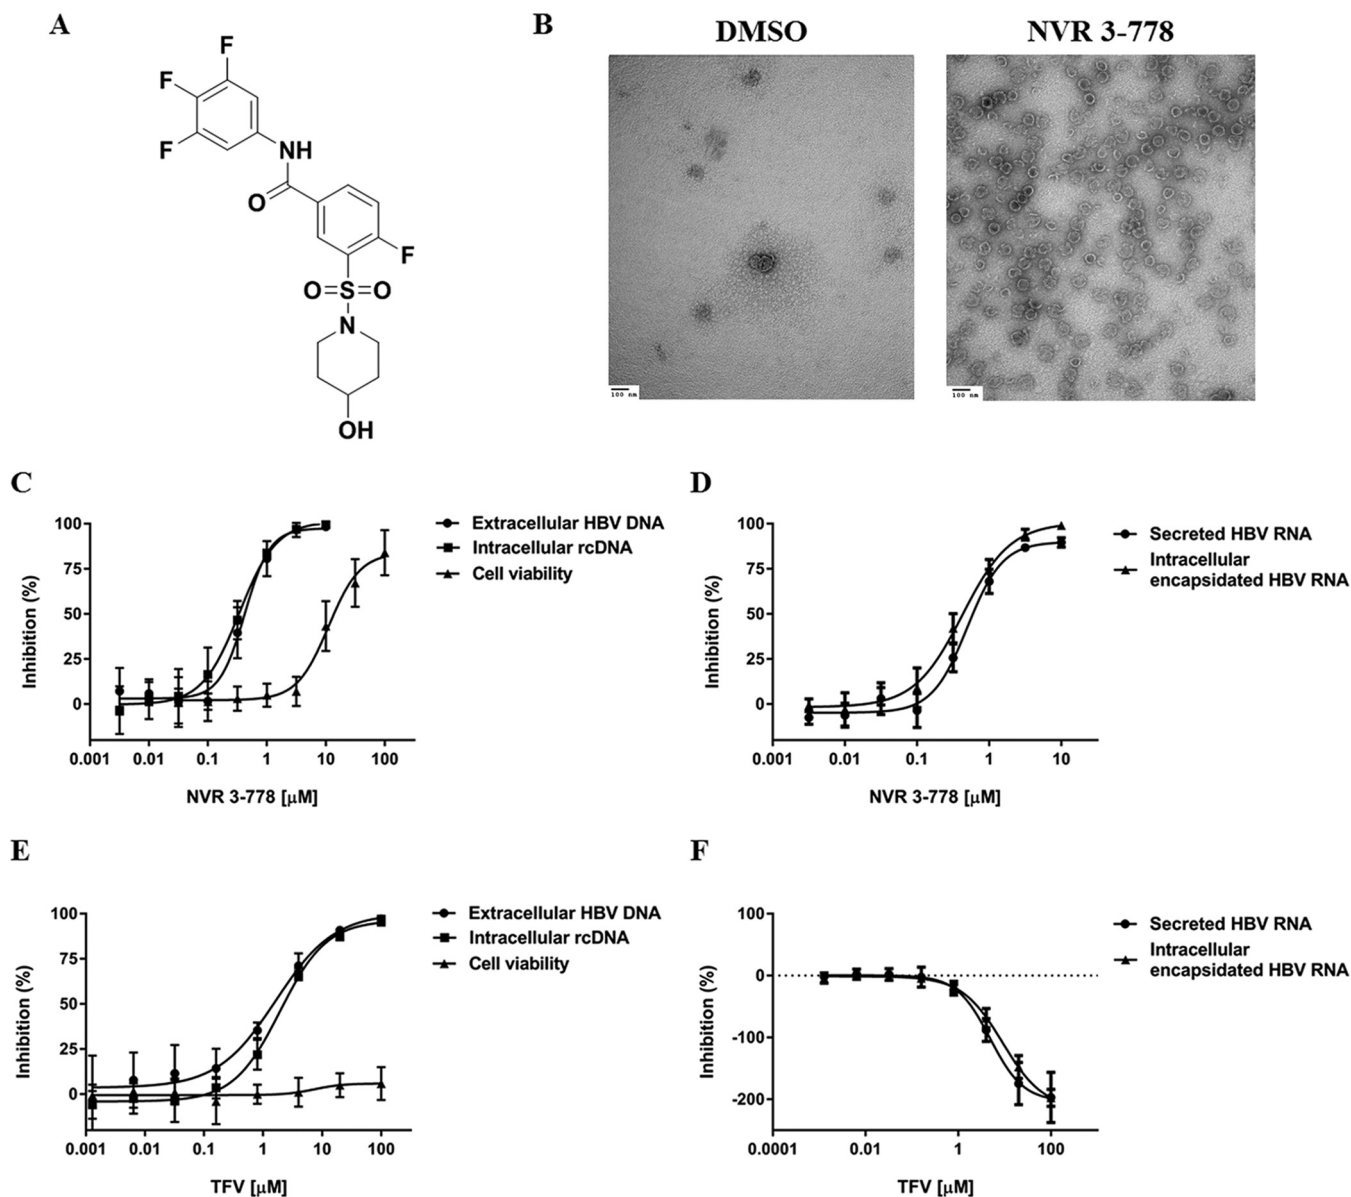 A
F
F
F
NH
O
F
O=S=O
N
OH
B
DMSO
NVR 3-778
100 nm
100 nm
C
100
75
50
25
0
Inhibition (%)
0.001 0.01 0.1 1 10 100
NVR 3-778 [μM]
Extracellular HBV DNA
Intracellular rcDNA
Cell viability
D
100
75
50
25
0
Inhibition (%)
0.001 0.01 0.1 1 10
NVR 3-778 [μM]
Secreted HBV RNA
Intracellular
encapsidated HBV RNA
E
100
75
50
25
0
Inhibition (%)
0.001 0.01 0.1 1 10 100
TFV [μM]
Extracellular HBV DNA
Intracellular rcDNA
Cell viability
F
100
0
-100
-200
Inhibition (%)
0.0001 0.01 1 100
TFV [μM]
Secreted HBV RNA
Intracellular
encapsidated HBV RNA